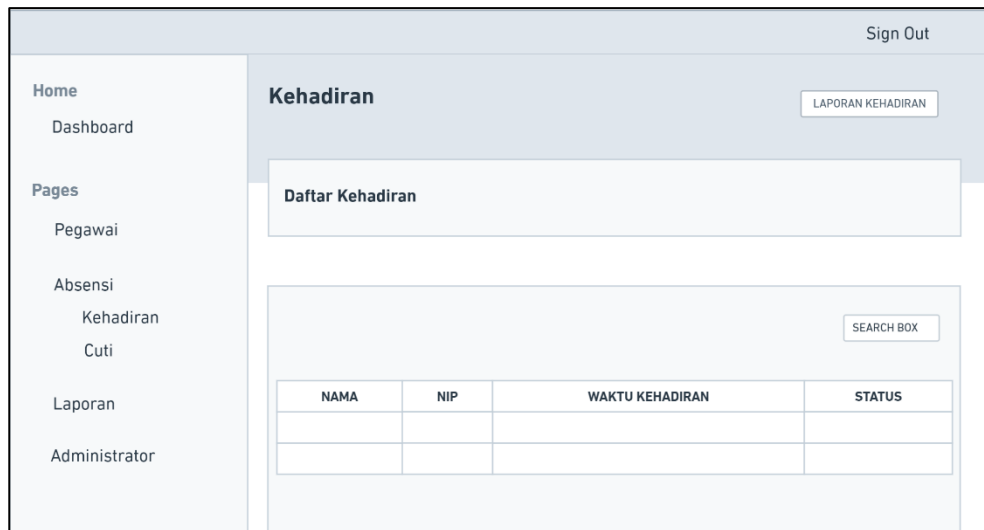 Sign Out
Home
Dashboard
Pages
Pegawai
Absensi
Kehadiran
Cuti
Laporan
Administrator
Kehadiran
LAPORAN KEHADIRAN
Daftar Kehadiran
SEARCH BOX
NAMA NIP WAKTU KEHADIRAN STATUS